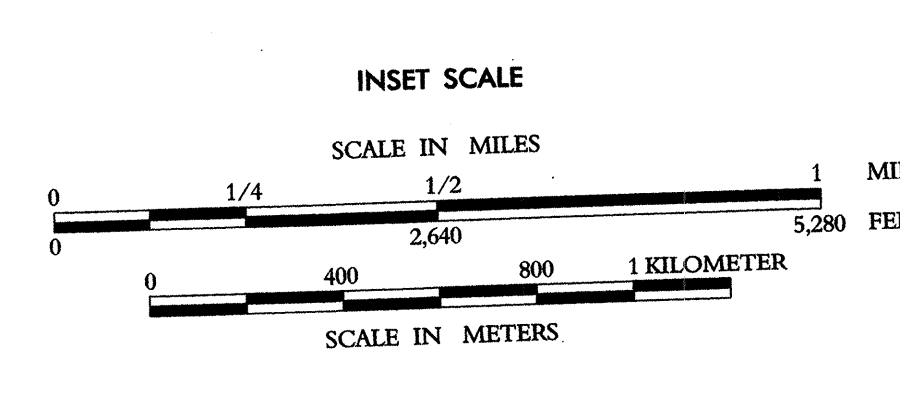 INSET SCALE
SCALE IN MILES
0 1/4 1/2 1
0 2,640 5,280
0 400 800 1 KILOMETER
SCALE IN METERS